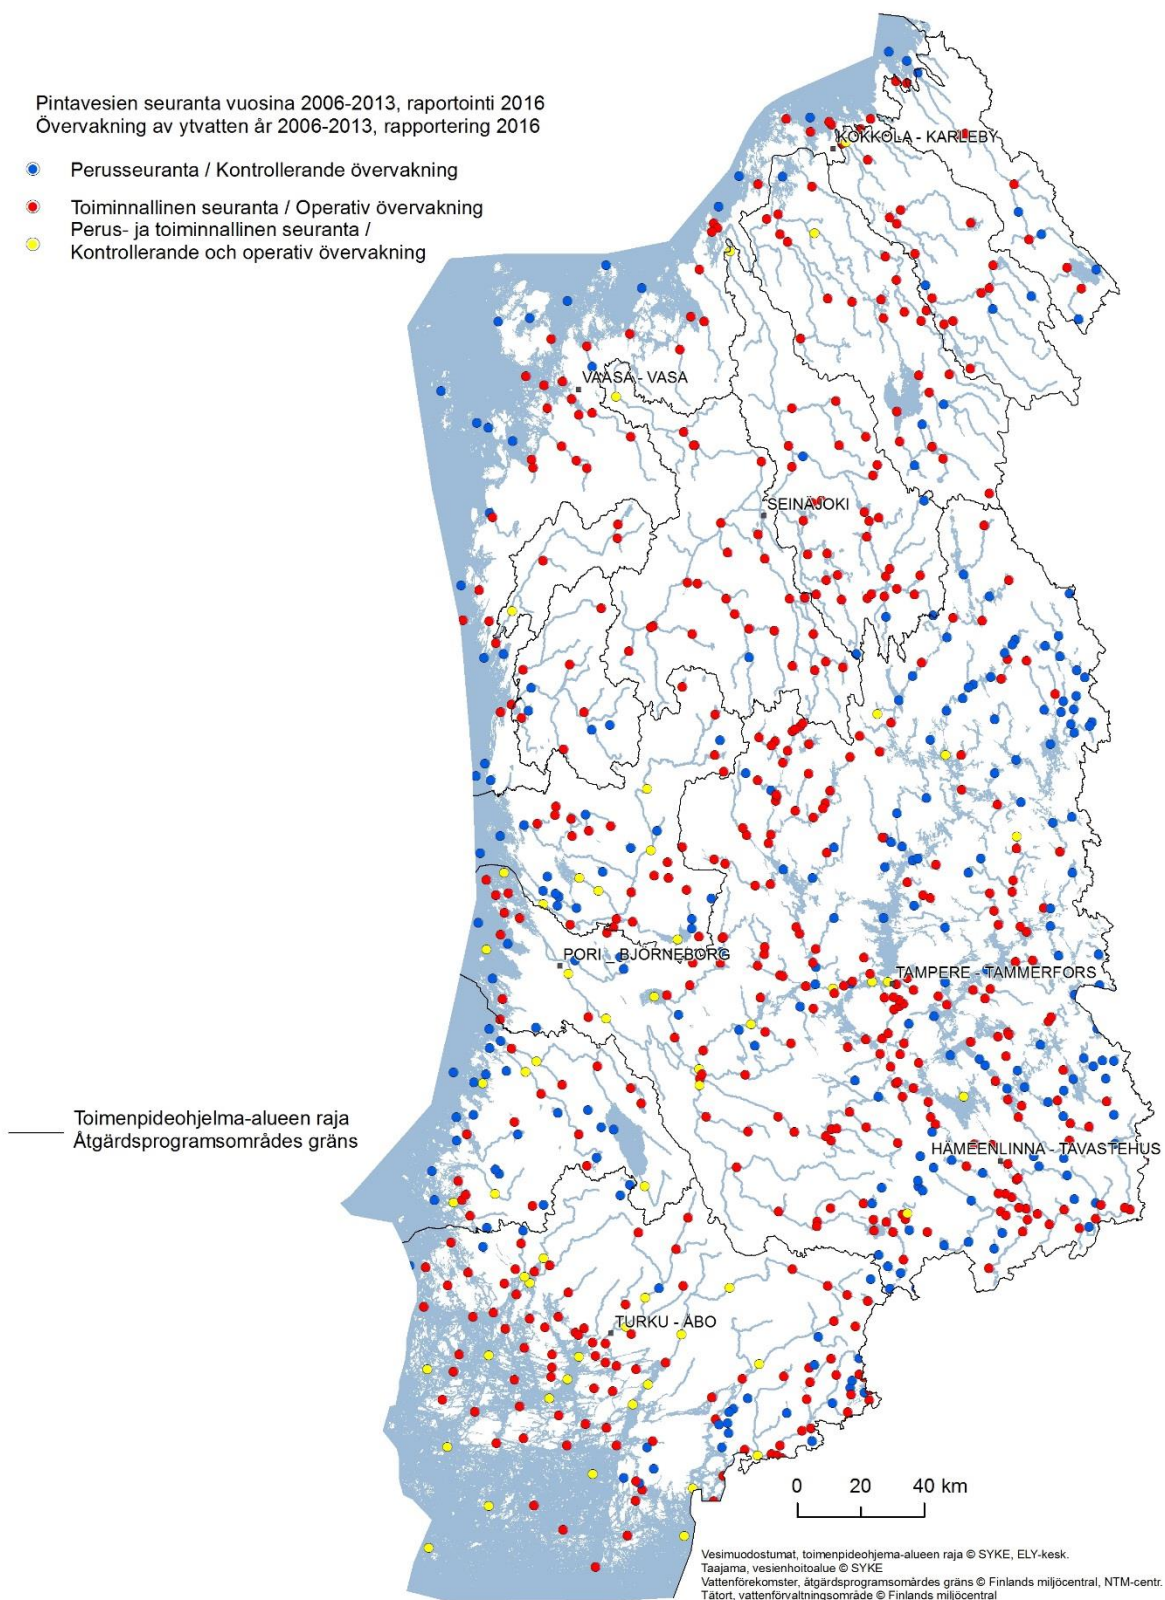 Pintavesien seuranta vuosina 2006-2013, raportointi 2016
Övervakning av ytvatten år 2006-2013, rapportering 2016
Perusseuranta / Kontrollerande övervakning
Toiminnallinen seuranta / Operativ övervakning
Perus- ja toiminnallinen seuranta /
Kontrollerande och operativ övervakning
KOKKOLA - KARLEBY
VAASA - VASA
SEINÄJOKI
PORI _ BJÖRNEBORG
TAMPERE - TAMMERFORS
Toimenpideohjelma-alueen raja
Åtgärdsprogramsområdes gräns
HÄMEENLINNA - TAVASTEHUS
TURKU - ÅBO
0 20 40 km
Vesimuodostumat, toimenpideohjema-alueen raja © SYKE, ELY-kesk.
Taajama, vesienhoitoalue © SYKE
Vattenförekomster, åtgärdsprogramsomårdes gräns © Finlands miljöcentral, NTM-centr.
Tätort, vattenförvaltningsområde © Finlands miljöcentral